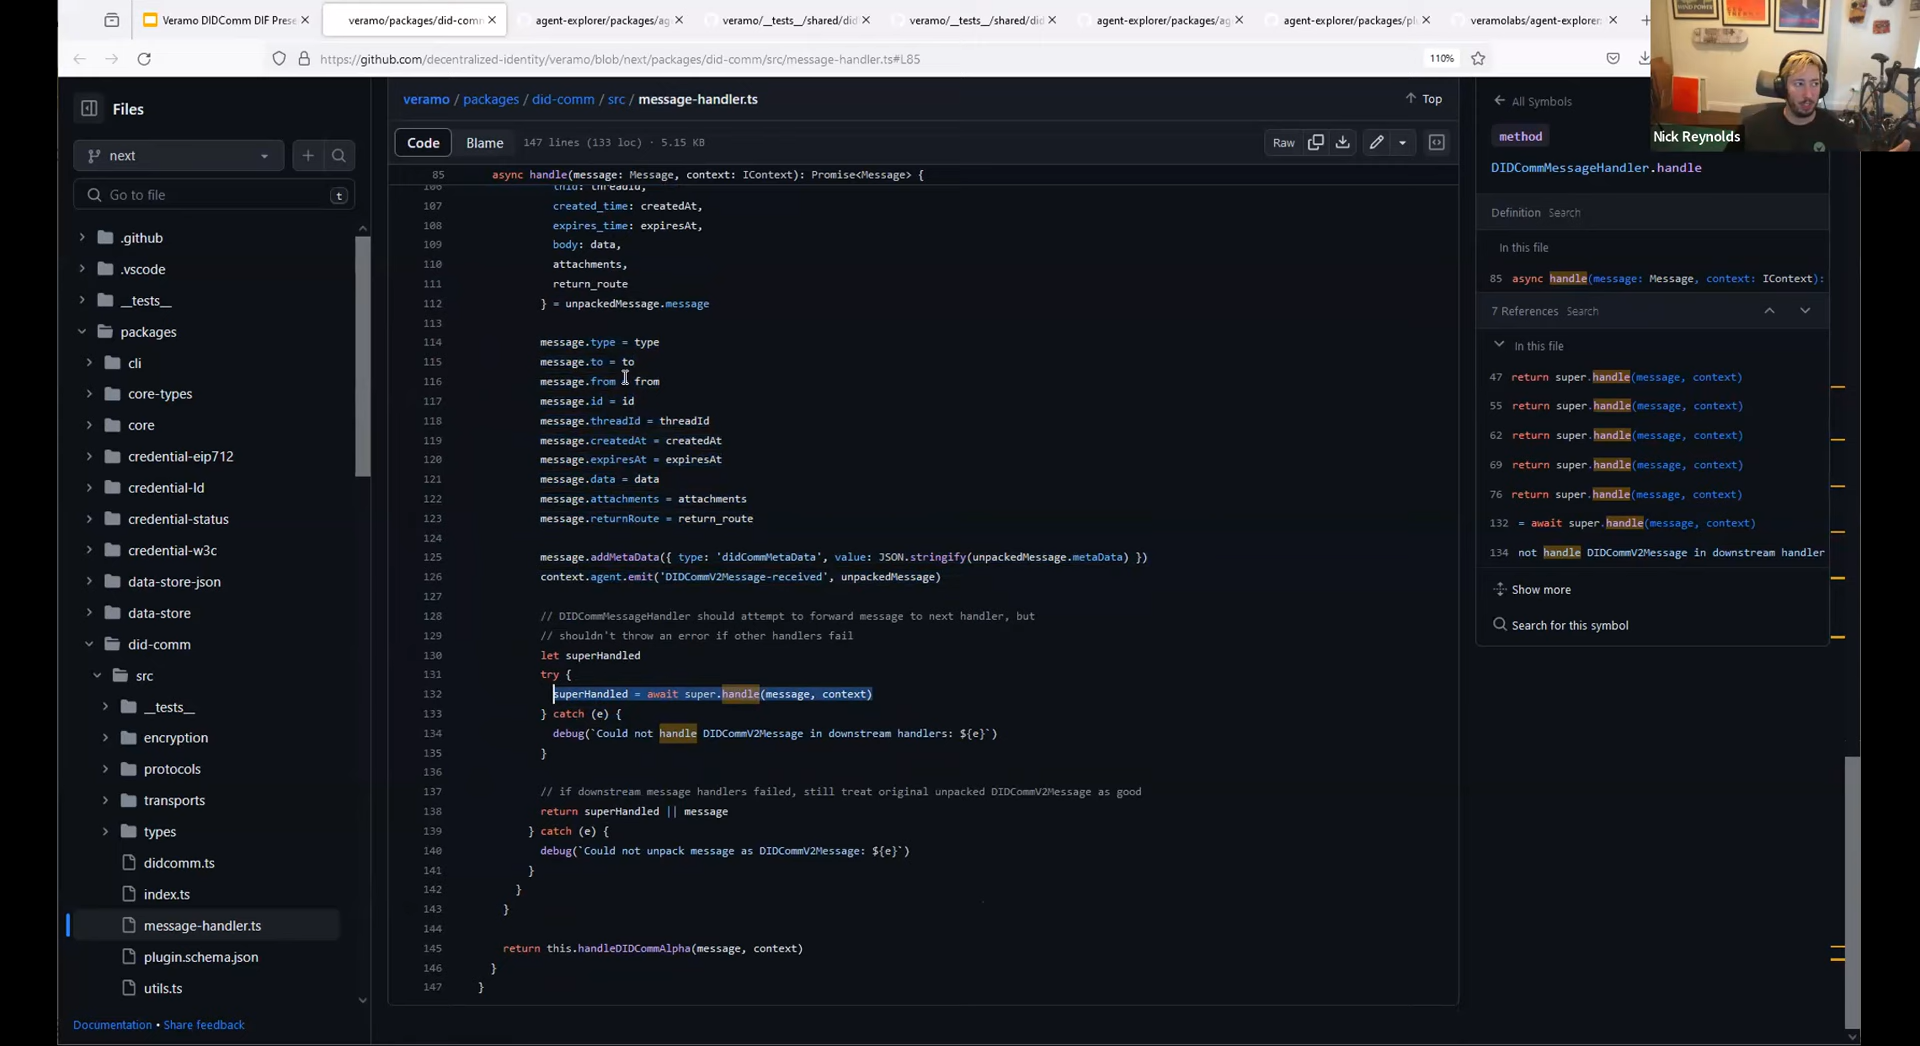 Veramo DIDComm DIF Prese
veramo/packages/did-comm
agent-explorer/packages/ag
veramo/__tests__/shared/did
veramo/__tests__/shared/did
agent-explorer/packages/ag
agent-explorer/packages/pl
veramolabs/agent-explorer
https://github.com/decentralized-identity/veramo/blob/next/packages/did-comm/src/message-handler.ts#L85
110%
Files
veramo / packages / did-comm / src / message-handler.ts
Top
next
Go to file
t
Code
Blame
147 lines (133 loc) · 5.15 KB
Raw
.github
.vscode
__tests__
packages
cli
core-types
core
credential-eip712
credential-ld
credential-status
credential-w3c
data-store-json
data-store
did-comm
src
__tests__
encryption
protocols
transports
types
didcomm.ts
index.ts
message-handler.ts
plugin.schema.json
utils.ts
Documentation • Share feedback
85 async handle(message: Message, context: IContext): Promise<Message> {
107 created_time: createdAt,
108 expires_time: expiresAt,
109 body: data,
110 attachments,
111 return_route
112 } = unpackedMessage.message
113
114 message.type = type
115 message.to = to
116 message.from = from
117 message.id = id
118 message.threadId = threadId
119 message.createdAt = createdAt
120 message.expiresAt = expiresAt
121 message.data = data
122 message.attachments = attachments
123 message.returnRoute = return_route
124
125 message.addMetaData({ type: 'didCommMetaData', value: JSON.stringify(unpackedMessage.metaData) })
126 context.agent.emit('DIDCommV2Message-received', unpackedMessage)
127
128 // DIDCommMessageHandler should attempt to forward message to next handler, but
129 // shouldn't throw an error if other handlers fail
130 let superHandled
131 try {
132 superHandled = await super.handle(message, context)
133 } catch (e) {
134 debug(`Could not handle DIDCommV2Message in downstream handlers: ${e}`)
135 }
136
137 // if downstream message handlers failed, still treat original unpacked DIDCommV2Message as good
138 return superHandled || message
139 } catch (e) {
140 debug(`Could not unpack message as DIDCommV2Message: ${e}`)
141 }
142 }
143 }
144
145 return this.handleDIDCommAlpha(message, context)
146 }
147 }
All Symbols
method
DIDCommMessageHandler.handle
Definition Search
In this file
85 async handle(message: Message, context: IContext):
7 References Search
In this file
47 return super.handle(message, context)
55 return super.handle(message, context)
62 return super.handle(message, context)
69 return super.handle(message, context)
76 return super.handle(message, context)
132 = await super.handle(message, context)
134 not handle DIDCommV2Message in downstream handler
Show more
Search for this symbol
Nick Reynolds